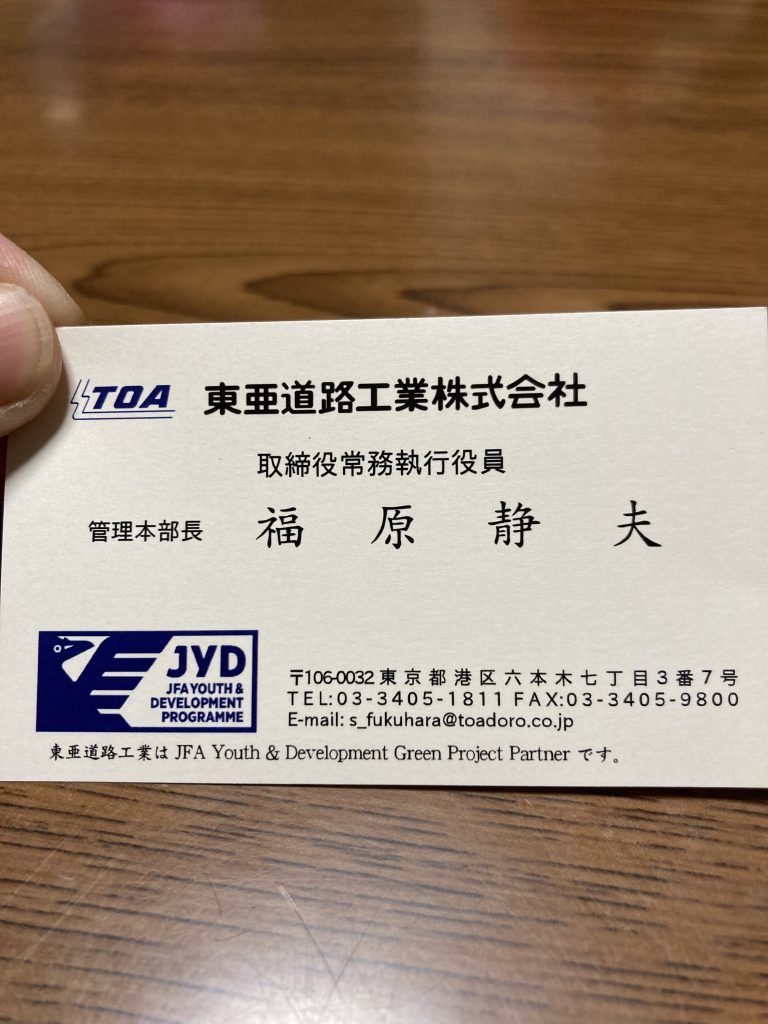 TOA 東亜道路工業株式会社
取締役常務執行役員
管理本部長 福原静夫
JYD
JFA YOUTH &
DEVELOPMENT
PROGRAMME
〒106-0032 東京都港区六本木七丁目3番7号
TEL:03-3405-1811 FAX:03-3405-9800
E-mail: s_fukuhara@toadoro.co.jp
東亜道路工業は JFA Youth & Development Green Project Partner です。